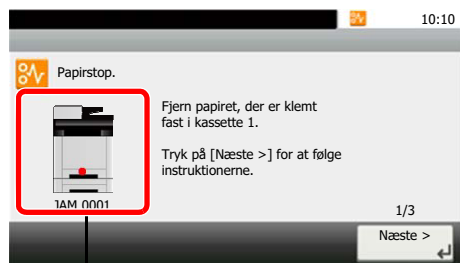 10:10
Papirstop.
Fjern papiret, der er klemt
fast i kassette 1.
Tryk på [Næste >] for at følge
instruktionerne.
JAM 0001
1/3
Næste >